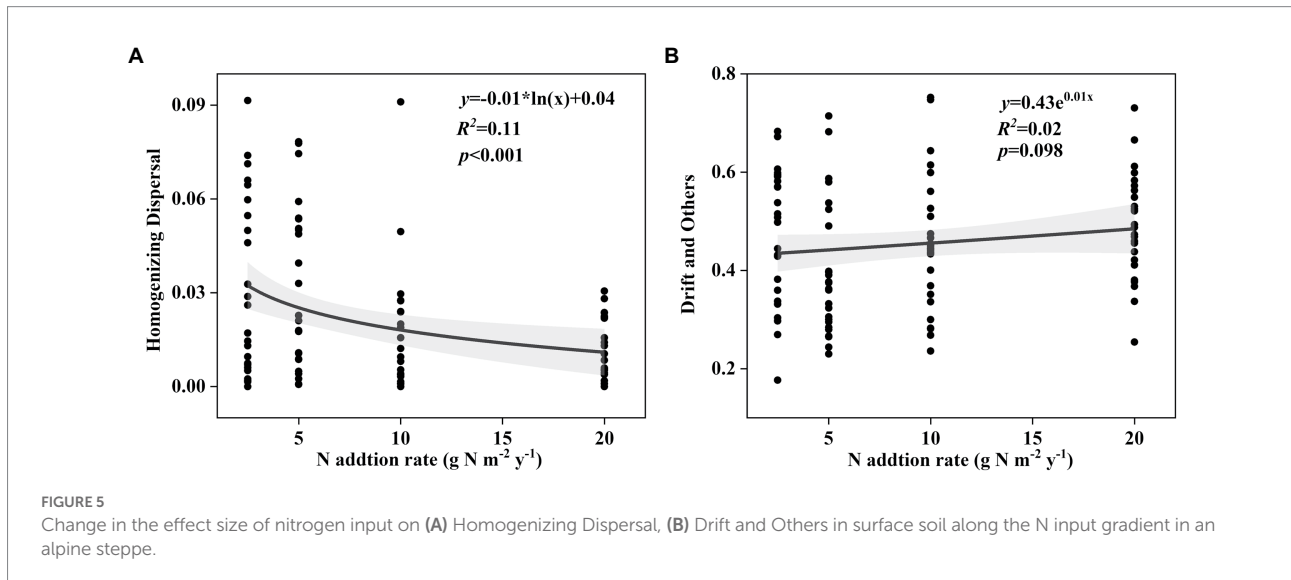 A
0.09
0.06
0.03
0.00
Homogenizing Dispersal
y=-0.01*ln(x)+0.04
R²=0.11
p<0.001
5
10
15
20
N addtion rate (g N m⁻² y⁻¹)
B
0.8
0.6
0.4
0.2
Drift and Others
y=0.43e^0.01x
R²=0.02
p=0.098
5
10
15
20
N addtion rate (g N m⁻² y⁻¹)
FIGURE 5
Change in the effect size of nitrogen input on (A) Homogenizing Dispersal, (B) Drift and Others in surface soil along the N input gradient in an
alpine steppe.